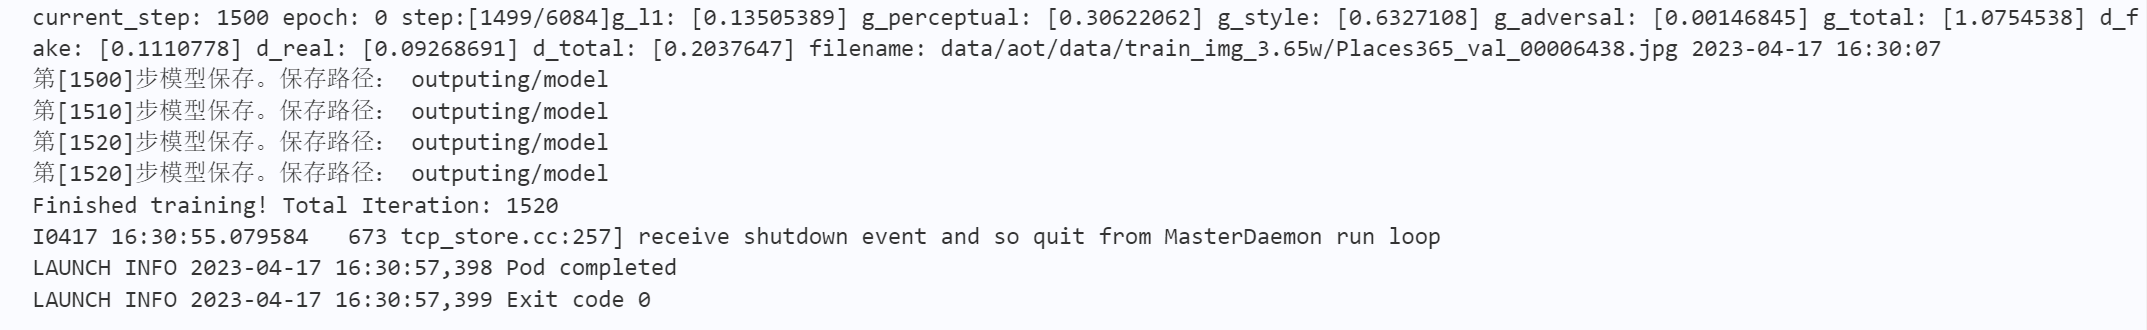 current_step: 1500 epoch: 0 step:[1499/6084]g_l1: [0.13505389] g_perceptual: [0.30622062] g_style: [0.6327108] g_adversal: [0.00146845] g_total: [1.0754538] d_f
ake: [0.1110778] d_real: [0.09268691] d_total: [0.2037647] filename: data/aot/data/train_img_3.65w/Places365_val_00006438.jpg 2023-04-17 16:30:07
第[1500]步模型保存。保存路径： outputing/model
第[1510]步模型保存。保存路径： outputing/model
第[1520]步模型保存。保存路径： outputing/model
第[1520]步模型保存。保存路径： outputing/model
Finished training! Total Iteration: 1520
I0417 16:30:55.079584   673 tcp_store.cc:257] receive shutdown event and so quit from MasterDaemon run loop
LAUNCH INFO 2023-04-17 16:30:57,398 Pod completed
LAUNCH INFO 2023-04-17 16:30:57,399 Exit code 0